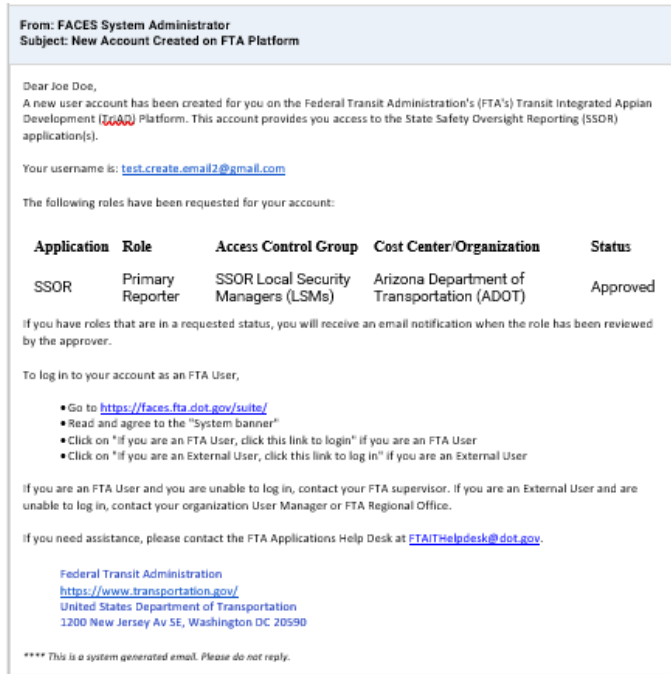 From: FACES System Administrator
Subject: New Account Created on FTA Platform
Dear Joe Doe,
A new user account has been created for you on the Federal Transit Administration's (FTA's) Transit Integrated Appian
Development (TrIAD) Platform. This account provides you access to the State Safety Oversight Reporting (SSOR)
application(s).
Your username is: test.create.email2@gmail.com
The following roles have been requested for your account:
Application Role Access Control Group Cost Center/Organization Status
SSOR Primary Reporter SSOR Local Security Managers (LSMs) Arizona Department of Transportation (ADOT) Approved
If you have roles that are in a requested status, you will receive an email notification when the role has been reviewed
by the approver.
To log in to your account as an FTA User,
• Go to https://faces.fta.dot.gov/suite/
• Read and agree to the "System banner"
• Click on "If you are an FTA User, click this link to login" if you are an FTA User
• Click on "If you are an External User, click this link to log in" if you are an External User
If you are an FTA User and you are unable to log in, contact your FTA supervisor. If you are an External User and are
unable to log in, contact your organization User Manager or FTA Regional Office.
If you need assistance, please contact the FTA Applications Help Desk at FTAITHelpdesk@dot.gov.
Federal Transit Administration
https://www.transportation.gov/
United States Department of Transportation
1200 New Jersey Av SE, Washington DC 20590
**** This is a system generated email. Please do not reply.